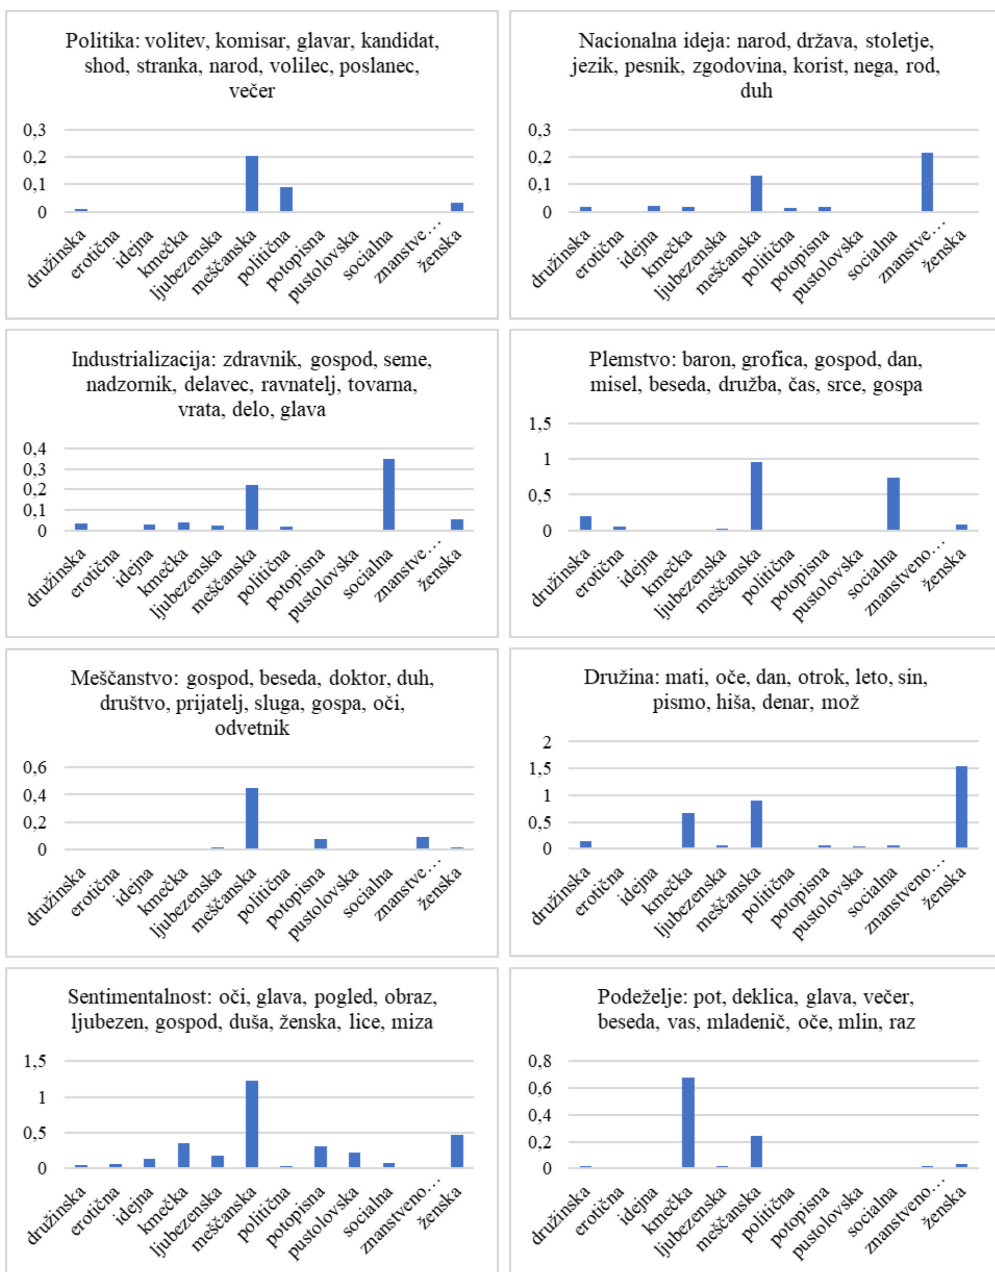 Politika: volitev, komisar, glavar, kandidat,
shod, stranka, narod, volilec, poslanec,
večer
0,3
0,2
0,1
0
družinska
erotična
idejna
kmečka
ljubezenska
meščanska
politična
potopisna
pustolovska
socialna
znanstve…
ženska
Nacionalna ideja: narod, država, stoletje,
jezik, pesnik, zgodovina, korist, nega, rod,
duh
0,3
0,2
0,1
0
družinska
erotična
idejna
kmečka
ljubezenska
meščanska
politična
potopisna
pustolovska
socialna
znanstve…
ženska
Industrializacija: zdravnik, gospod, seme,
nadzornik, delavec, ravnatelj, tovarna,
vrata, delo, glava
0,4
0,3
0,2
0,1
0
družinska
erotična
idejna
kmečka
ljubezenska
meščanska
politična
potopisna
pustolovska
socialna
znanstve…
ženska
Plemstvo: baron, grofica, gospod, dan,
misel, beseda, družba, čas, srce, gospa
1,5
1
0,5
0
družinska
erotična
idejna
kmečka
ljubezenska
meščanska
politična
potopisna
pustolovska
socialna
znanstveno…
ženska
Meščanstvo: gospod, beseda, doktor, duh,
društvo, prijatelj, sluga, gospa, oči,
odvetnik
0,6
0,4
0,2
0
družinska
erotična
idejna
kmečka
ljubezenska
meščanska
politična
potopisna
pustolovska
socialna
znanstve…
ženska
Družina: mati, oče, dan, otrok, leto, sin,
pismo, hiša, denar, mož
2
1,5
1
0,5
0
družinska
erotična
idejna
kmečka
ljubezenska
meščanska
politična
potopisna
pustolovska
socialna
znanstveno…
ženska
Sentimentalnost: oči, glava, pogled, obraz,
ljubezen, gospod, duša, ženska, lice, miza
1,5
1
0,5
0
družinska
erotična
idejna
kmečka
ljubezenska
meščanska
politična
potopisna
pustolovska
socialna
znanstveno…
ženska
Podeželje: pot, deklica, glava, večer,
beseda, vas, mladenič, oče, mlin, raz
0,8
0,6
0,4
0,2
0
družinska
erotična
idejna
kmečka
ljubezenska
meščanska
politična
potopisna
pustolovska
socialna
znanstveno…
ženska